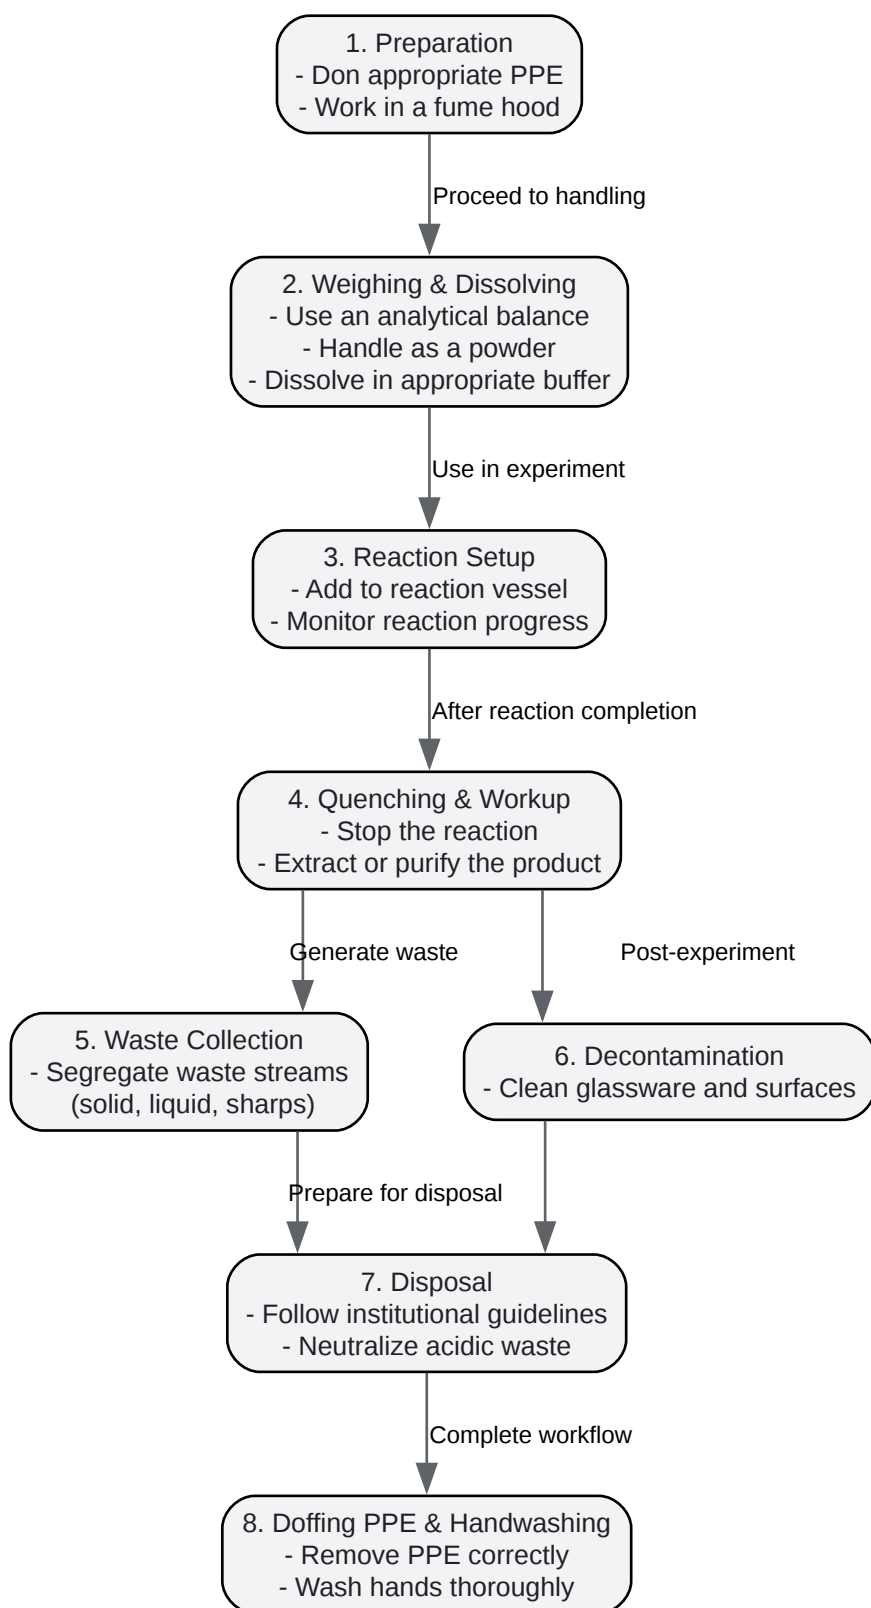 1. Preparation
- Don appropriate PPE
- Work in a fume hood
Proceed to handling
2. Weighing & Dissolving
- Use an analytical balance
- Handle as a powder
- Dissolve in appropriate buffer
Use in experiment
3. Reaction Setup
- Add to reaction vessel
- Monitor reaction progress
After reaction completion
4. Quenching & Workup
- Stop the reaction
- Extract or purify the product
Generate waste
Post-experiment
5. Waste Collection
- Segregate waste streams
(solid, liquid, sharps)
6. Decontamination
- Clean glassware and surfaces
Prepare for disposal
7. Disposal
- Follow institutional guidelines
- Neutralize acidic waste
Complete workflow
8. Doffing PPE & Handwashing
- Remove PPE correctly
- Wash hands thoroughly